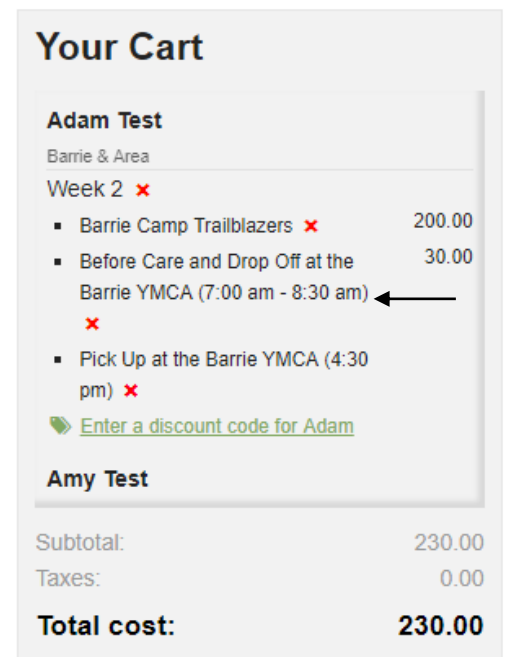 Your Cart
Adam Test
Barrie & Area
Week 2
Barrie Camp Trailblazers 200.00
Before Care and Drop Off at the 30.00
Barrie YMCA (7:00 am - 8:30 am)
Pick Up at the Barrie YMCA (4:30
pm)
Enter a discount code for Adam
Amy Test
Subtotal: 230.00
Taxes: 0.00
Total cost: 230.00